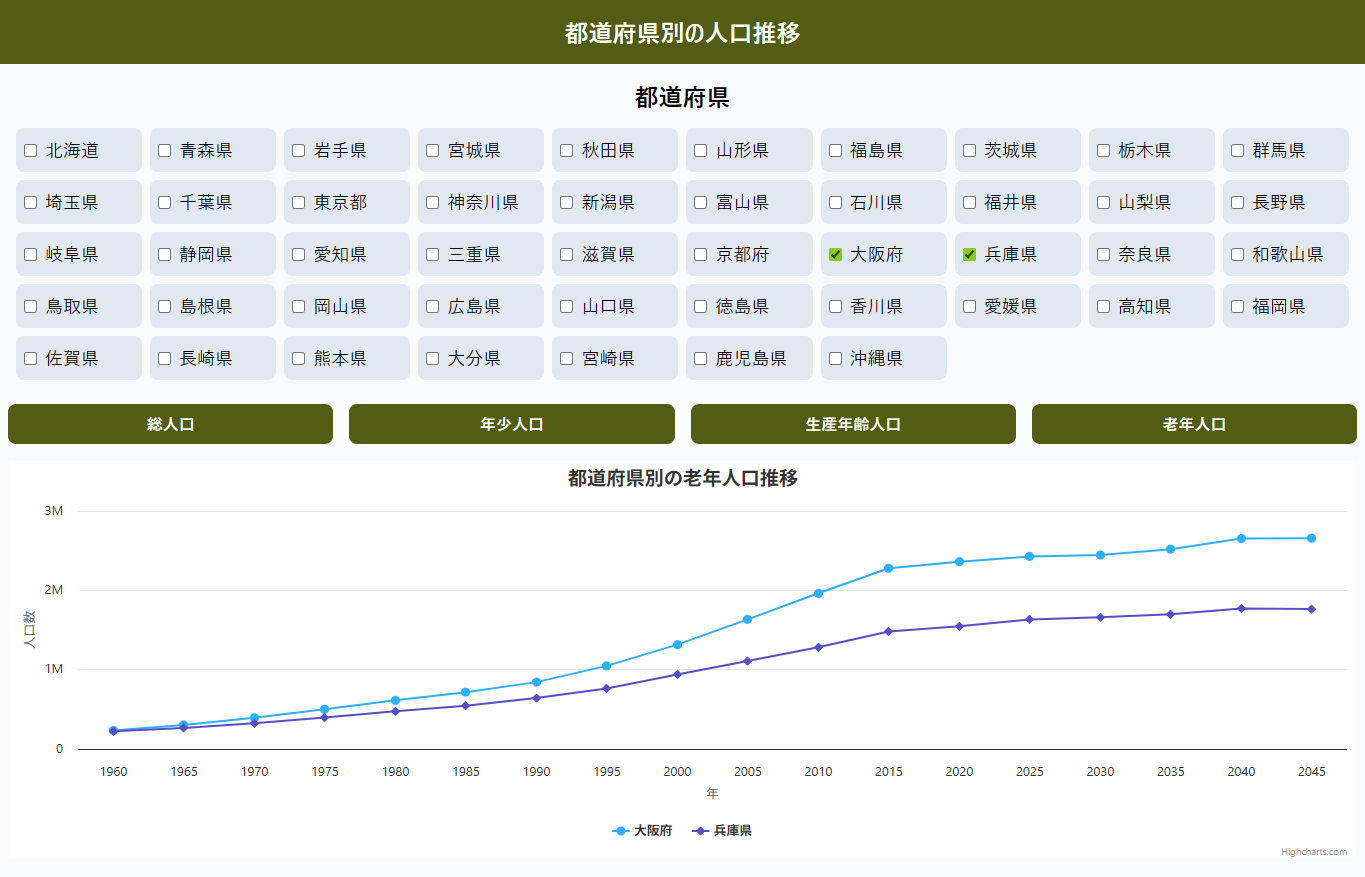 都道府県別の人口推移
都道府県
北海道 青森県 岩手県 宮城県 秋田県 山形県 福島県 茨城県 栃木県 群馬県
埼玉県 千葉県 東京都 神奈川県 新潟県 富山県 石川県 福井県 山梨県 長野県
岐阜県 静岡県 愛知県 三重県 滋賀県 京都府 大阪府 兵庫県 奈良県 和歌山県
鳥取県 島根県 岡山県 広島県 山口県 徳島県 香川県 愛媛県 高知県 福岡県
佐賀県 長崎県 熊本県 大分県 宮崎県 鹿児島県 沖縄県
総人口 年少人口 生産年齢人口 老年人口
都道府県別の老年人口推移
3M
2M
人口数
1M
0
1960 1965 1970 1975 1980 1985 1990 1995 2000 2005 2010 2015 2020 2025 2030 2035 2040 2045
年
大阪府 兵庫県
Highcharts.com